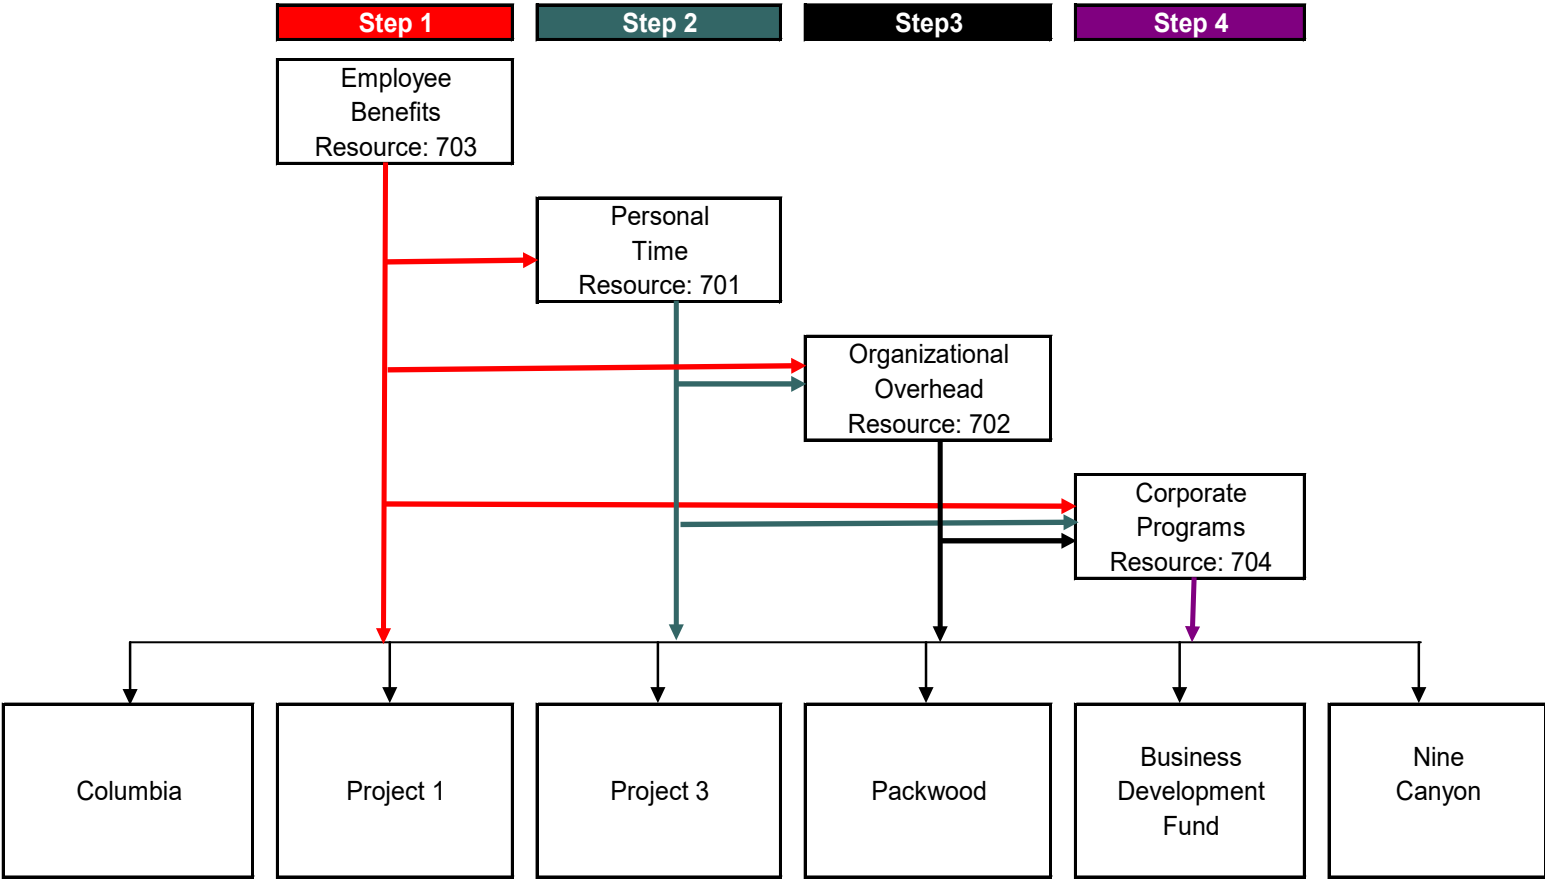 Step 1
Step 2
Step3
Step 4
Employee
Benefits
Resource: 703
Personal
Time
Resource: 701
Organizational
Overhead
Resource: 702
Corporate
Programs
Resource: 704
Columbia
Project 1
Project 3
Packwood
Business
Development
Fund
Nine
Canyon